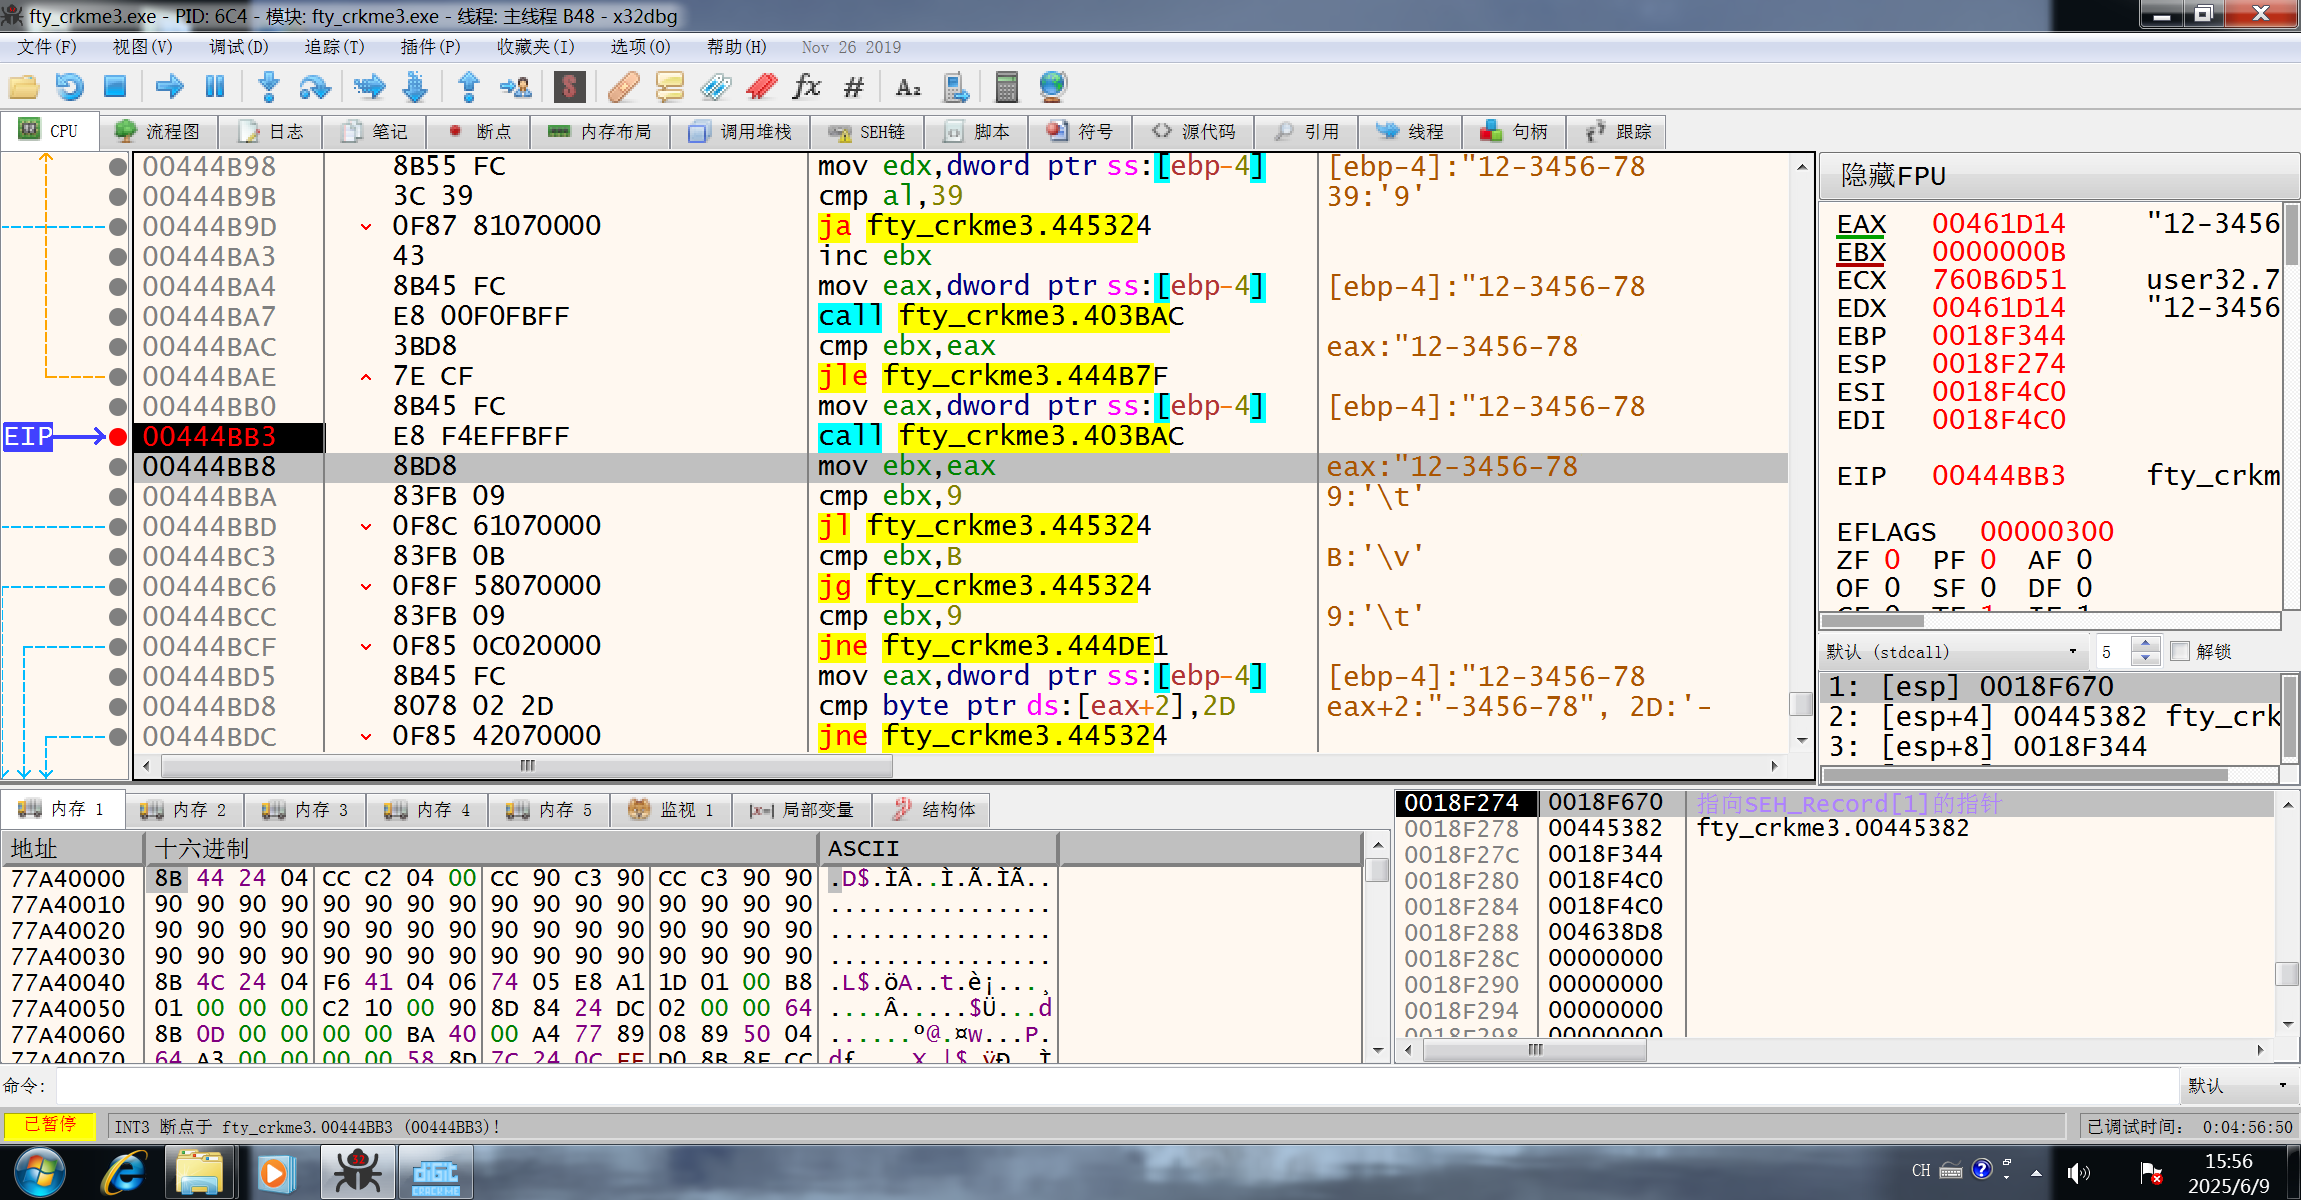 fty_crkme3.exe - PID: 6C4 - 模块: fty_crkme3.exe - 线程: 主线程 B48 - x32dbg
文件(F) 视图(V) 调试(D) 追踪(T) 插件(P) 收藏夹(I) 选项(O) 帮助(H) Nov 26 2019
CPU 流程图 日志 笔记 断点 内存布局 调用堆栈 SEH链 脚本 符号 源代码 引用 线程 句柄 跟踪
00444B98 8B55 FC mov edx,dword ptr ss:[ebp-4] [ebp-4]:"12-3456-78
00444B9B 3C 39 cmp al,39 39:'9'
00444B9D 0F87 81070000 ja fty_crkme3.445324
00444BA3 43 inc ebx
00444BA4 8B45 FC mov eax,dword ptr ss:[ebp-4] [ebp-4]:"12-3456-78
00444BA7 E8 00F0FBFF call fty_crkme3.403BAC
00444BAC 3BD8 cmp ebx,eax eax:"12-3456-78
00444BAE 7E CF jle fty_crkme3.444B7F
00444BB0 8B45 FC mov eax,dword ptr ss:[ebp-4] [ebp-4]:"12-3456-78
EIP 00444BB3 E8 F4EFFBFF call fty_crkme3.403BAC
00444BB8 8BD8 mov ebx,eax eax:"12-3456-78
00444BBA 83FB 09 cmp ebx,9 9:'\t'
00444BBD 0F8C 61070000 jl fty_crkme3.445324
00444BC3 83FB 0B cmp ebx,B B:'\v'
00444BC6 0F8F 58070000 jg fty_crkme3.445324
00444BCC 83FB 09 cmp ebx,9 9:'\t'
00444BCF 0F85 0C020000 jne fty_crkme3.444DE1
00444BD5 8B45 FC mov eax,dword ptr ss:[ebp-4] [ebp-4]:"12-3456-78
00444BD8 8078 02 2D cmp byte ptr ds:[eax+2],2D eax+2:"-3456-78", 2D:'-
00444BDC 0F85 42070000 jne fty_crkme3.445324
隐藏FPU
EAX 00461D14 "12-3456
EBX 0000000B
ECX 760B6D51 user32.7
EDX 00461D14 "12-3456
EBP 0018F344
ESP 0018F274
ESI 0018F4C0
EDI 0018F4C0
EIP 00444BB3 fty_crkm
EFLAGS 00000300
ZF 0 PF 0 AF 0
OF 0 SF 0 DF 0
CF 0 TF 1 IF 1
默认 (stdcall) 5 解锁
1: [esp] 0018F670
2: [esp+4] 00445382 fty_crk
3: [esp+8] 0018F344
内存 1 内存 2 内存 3 内存 4 内存 5 监视 1 局部变量 结构体
地址 十六进制 ASCII
77A40000 8B 44 24 04 CC C2 04 00 CC 90 C3 90 CC C3 90 90 .D$.ÌÂ..Ì.Ã.ÌÃ..
77A40010 90 90 90 90 90 90 90 90 90 90 90 90 90 90 90 90 ................
77A40020 90 90 90 90 90 90 90 90 90 90 90 90 90 90 90 90 ................
77A40030 90 90 90 90 90 90 90 90 90 90 90 90 90 90 90 90 ................
77A40040 8B 4C 24 04 F6 41 04 06 74 05 E8 A1 1D 01 00 B8 .L$.öA..t.è¡...¸
77A40050 01 00 00 00 C2 10 00 90 8D 84 24 DC 02 00 00 64 ....Â.....$Ü...d
77A40060 8B 0D 00 00 00 00 BA 40 00 A4 77 89 08 89 50 04 ......º@.¤w...P.
77A40070 64 A3 00 00 00 00 58 8D 7C 24 0C FF D0 8B 8F CC
0018F274 0018F670 指向SEH_Record[1]的指针
0018F278 00445382 fty_crkme3.00445382
0018F27C 0018F344
0018F280 0018F4C0
0018F284 0018F4C0
0018F288 004638D8
0018F28C 00000000
0018F290 00000000
0018F294 00000000
0018F298 00000000
命令: 默认
已暂停 INT3 断点于 fty_crkme3.00444BB3 (00444BB3)! 已调试时间: 0:04:56:50
CH 15:56
2025/6/9